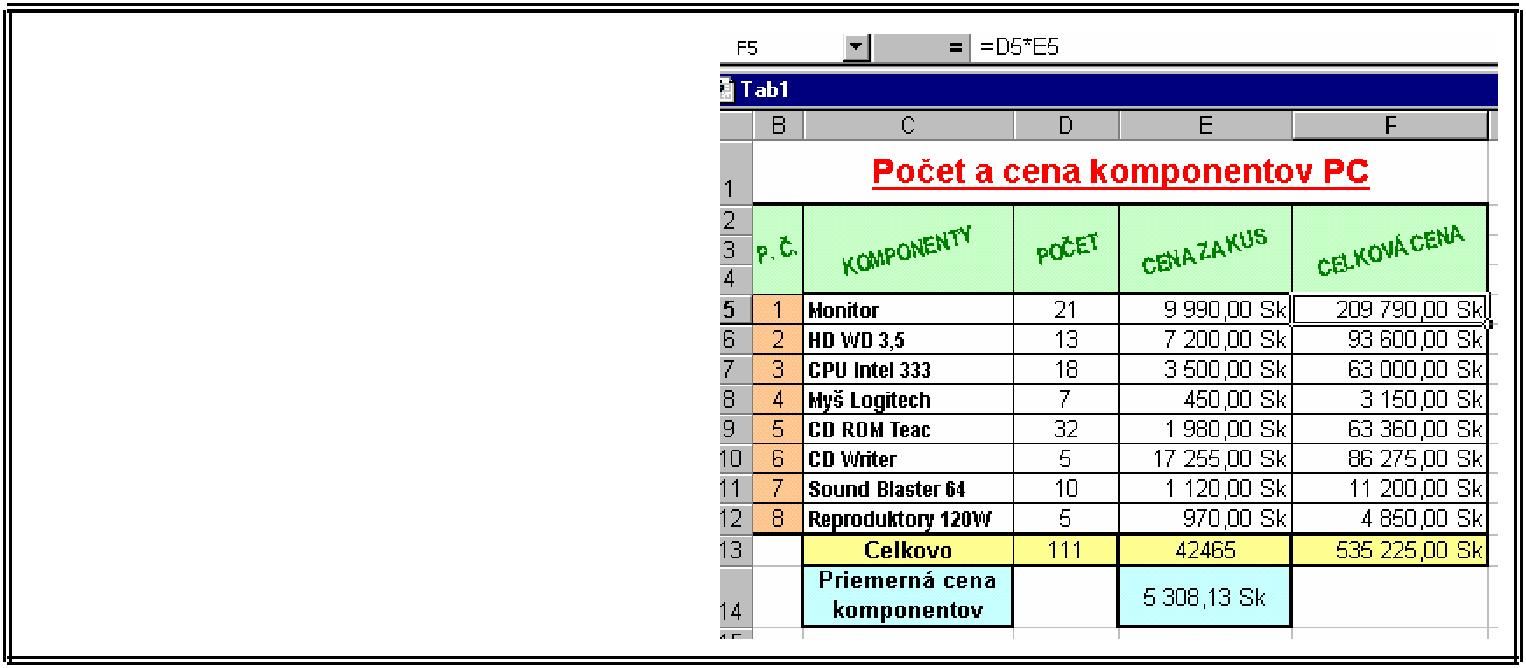 F5 = =D5*E5
Tab1
B C D E F
1 Počet a cena komponentov PC
2
3 P. Č. KOMPONENTY POČET CENA ZA KUS CELKOVÁ CENA
4
5 1 Monitor 21 9 990,00 Sk 209 790,00 Sk
6 2 HD WD 3,5 13 7 200,00 Sk 93 600,00 Sk
7 3 CPU Intel 333 18 3 500,00 Sk 63 000,00 Sk
8 4 Myš Logitech 7 450,00 Sk 3 150,00 Sk
9 5 CD ROM Teac 32 1 980,00 Sk 63 360,00 Sk
10 6 CD Writer 5 17 255,00 Sk 86 275,00 Sk
11 7 Sound Blaster 64 10 1 120,00 Sk 11 200,00 Sk
12 8 Reproduktory 120W 5 970,00 Sk 4 850,00 Sk
13 Celkovo 111 42465 535 225,00 Sk
Priemerná cena
14 komponentov 5 308,13 Sk